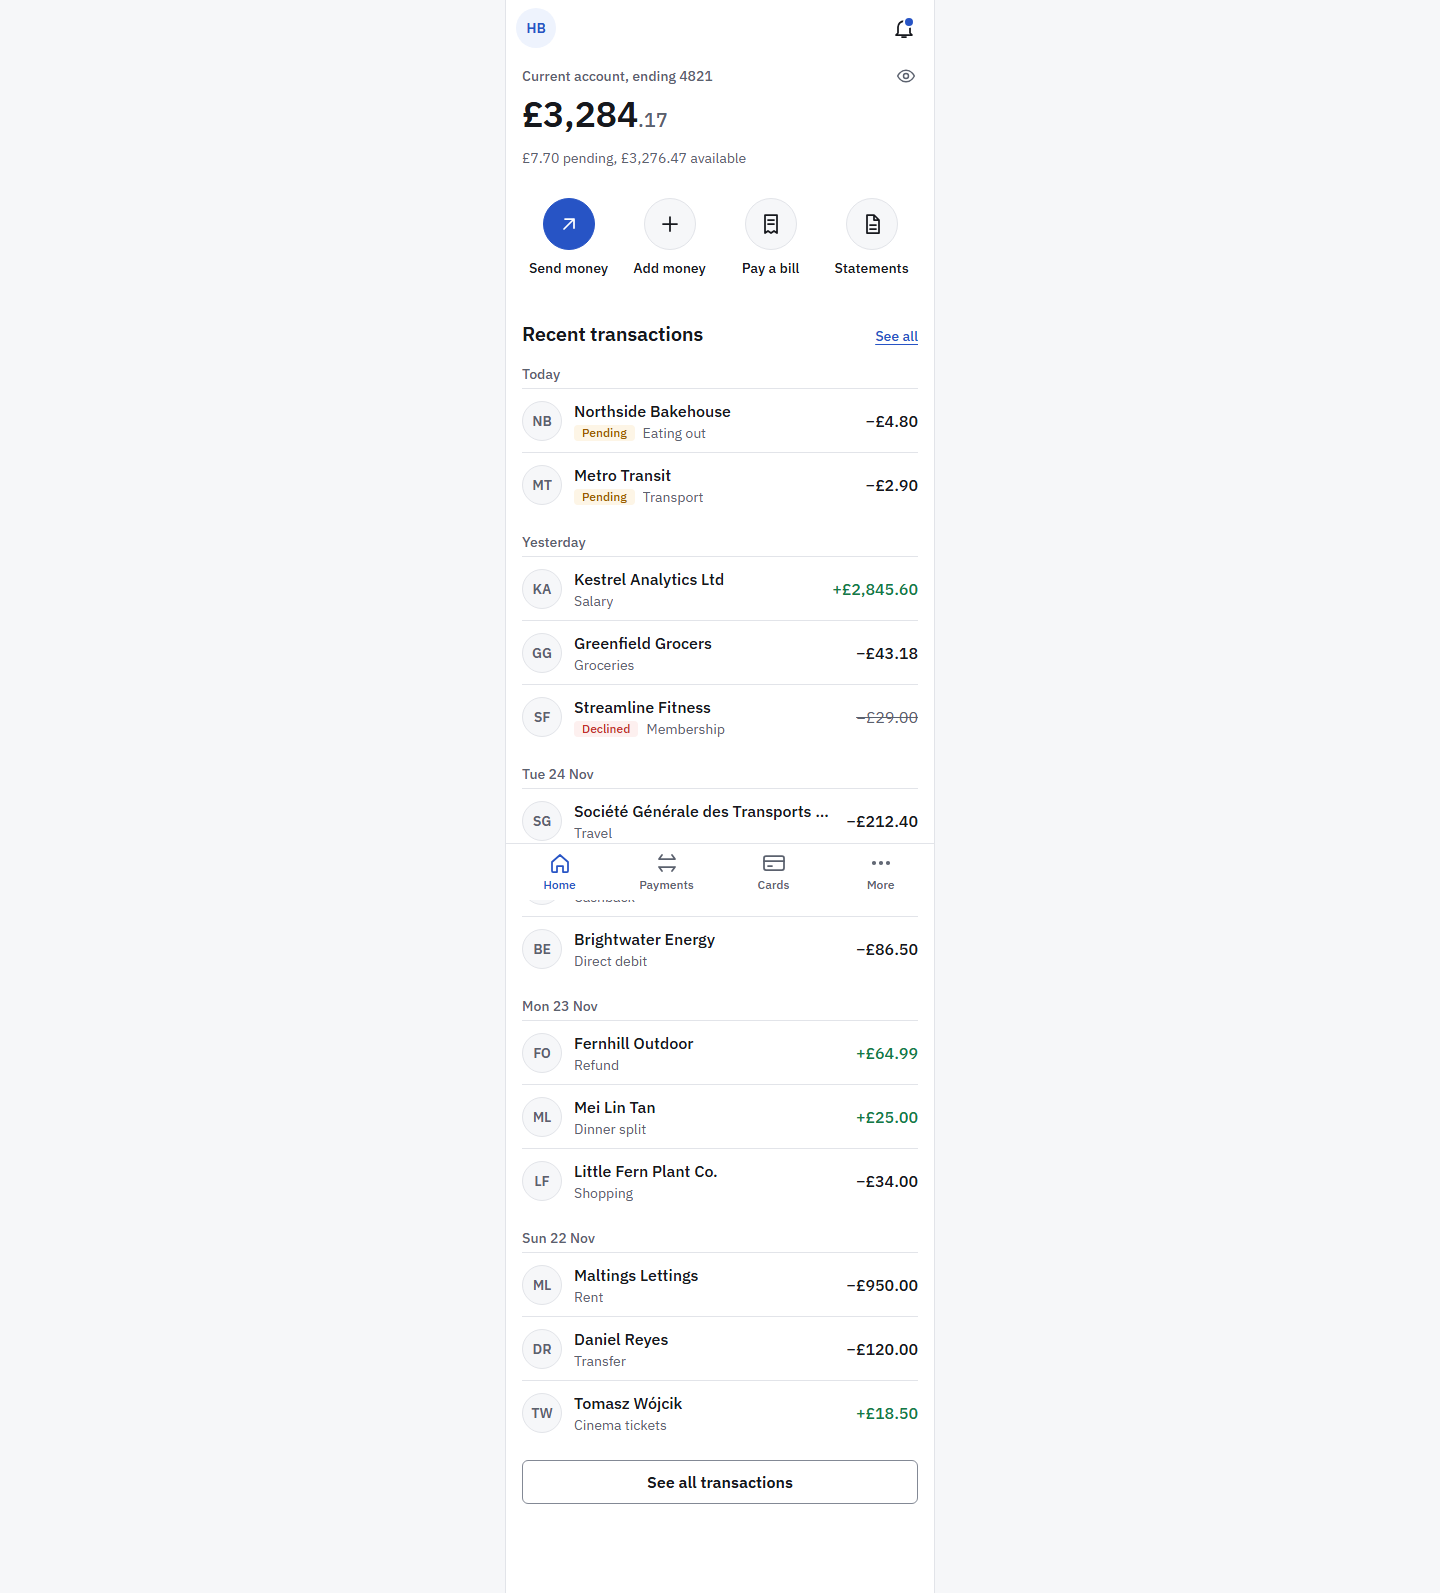 HB
Current account, ending 4821
£3,284.17
£7.70 pending, £3,276.47 available
Send money
Add money
Pay a bill
Statements
Recent transactions
See all
Today
NB
Northside Bakehouse
Pending Eating out
−£4.80
MT
Metro Transit
Pending Transport
−£2.90
Yesterday
KA
Kestrel Analytics Ltd
Salary
+£2,845.60
GG
Greenfield Grocers
Groceries
−£43.18
SF
Streamline Fitness
Declined Membership
−£29.00
Tue 24 Nov
SG
Société Générale des Transports ...
Travel
−£212.40
Home
Payments
Cards
More
BE
Brightwater Energy
Direct debit
−£86.50
Mon 23 Nov
FO
Fernhill Outdoor
Refund
+£64.99
ML
Mei Lin Tan
Dinner split
+£25.00
LF
Little Fern Plant Co.
Shopping
−£34.00
Sun 22 Nov
ML
Maltings Lettings
Rent
−£950.00
DR
Daniel Reyes
Transfer
−£120.00
TW
Tomasz Wójcik
Cinema tickets
+£18.50
See all transactions